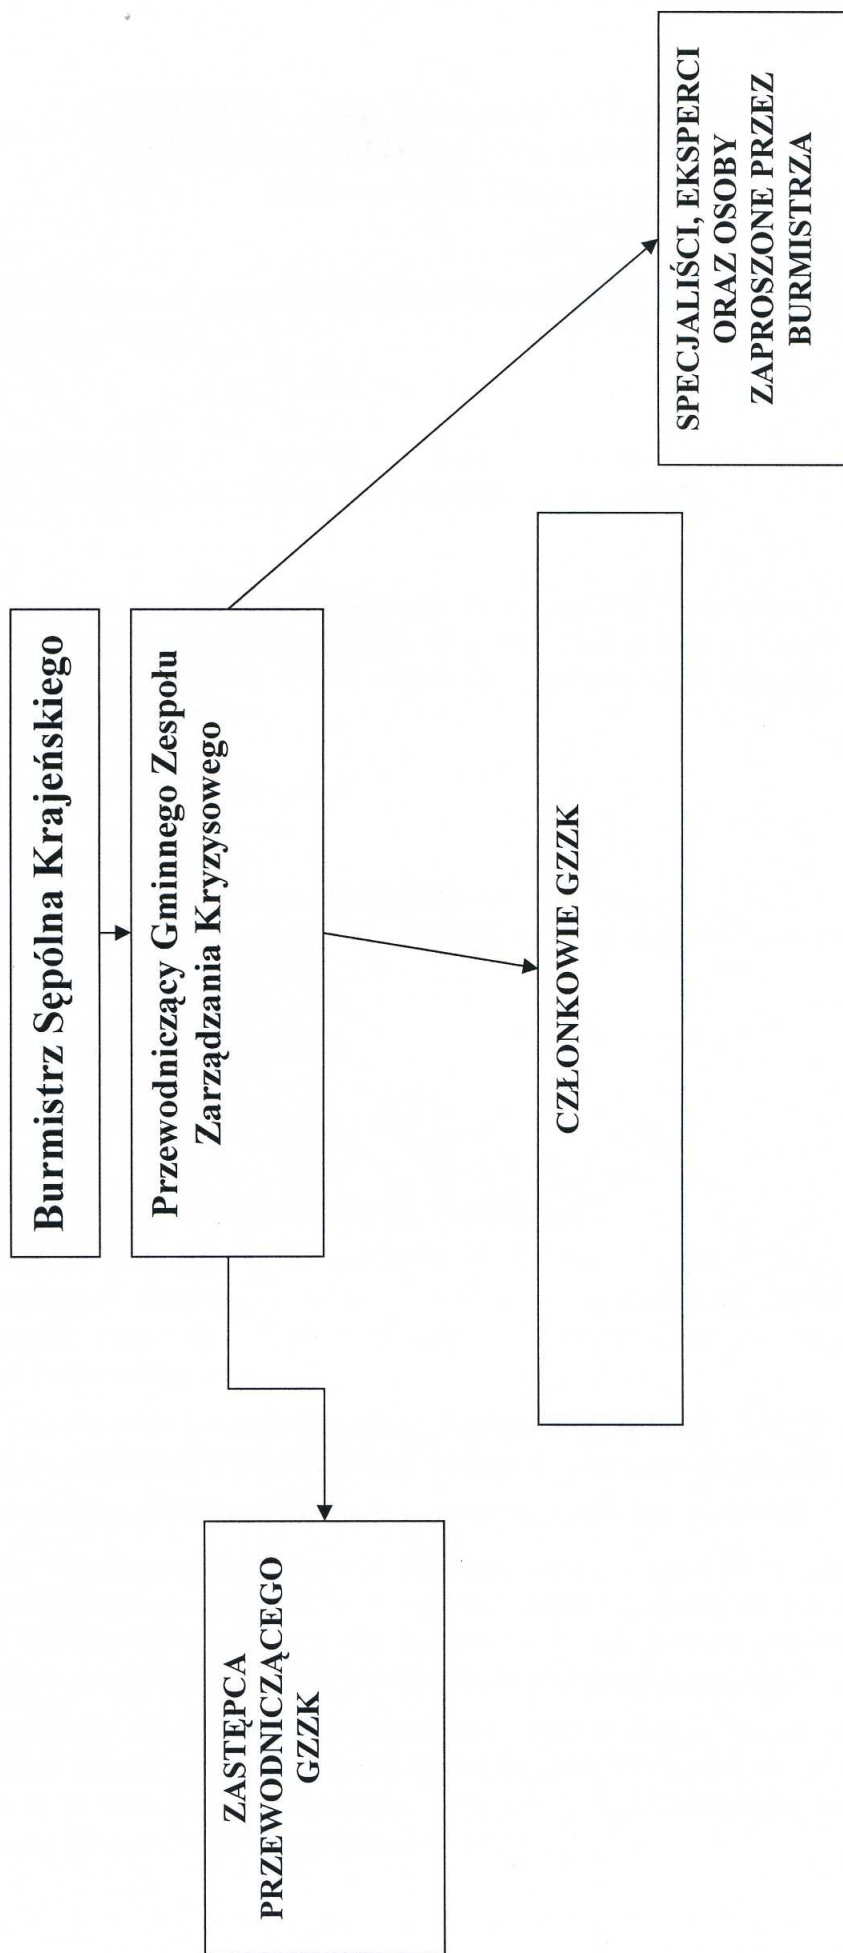 Burmistrz Sępólna Krajeńskiego
Przewodniczący Gminnego Zespołu
Zarządzania Kryzysowego
ZASTĘPCA
PRZEWODNICZĄCEGO
GZZK
CZŁONKOWIE GZZK
SPECJALIŚCI, EKSPERCI
ORAZ OSOBY
ZAPROSZONE PRZEZ
BURMISTRZA